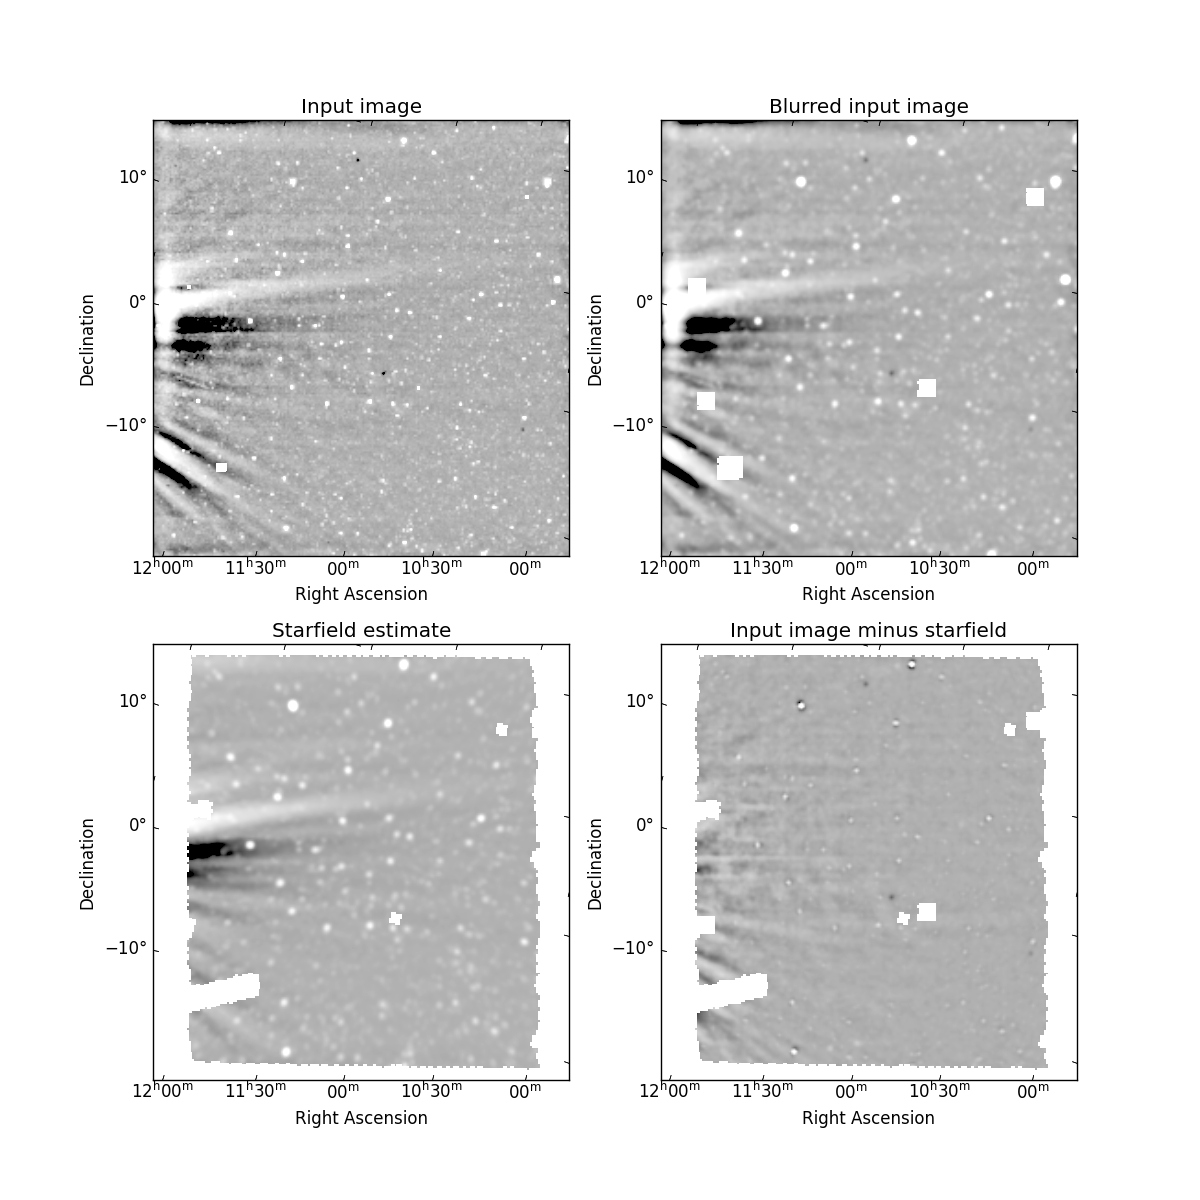 Input image
Blurred input image
10°
0°
−10°
Declination
12ʰ00ᵐ 11ʰ30ᵐ 00ᵐ 10ʰ30ᵐ 00ᵐ
Right Ascension
10°
0°
−10°
Declination
12ʰ00ᵐ 11ʰ30ᵐ 00ᵐ 10ʰ30ᵐ 00ᵐ
Right Ascension
Starfield estimate
Input image minus starfield
10°
0°
−10°
Declination
12ʰ00ᵐ 11ʰ30ᵐ 00ᵐ 10ʰ30ᵐ 00ᵐ
Right Ascension
10°
0°
−10°
Declination
12ʰ00ᵐ 11ʰ30ᵐ 00ᵐ 10ʰ30ᵐ 00ᵐ
Right Ascension